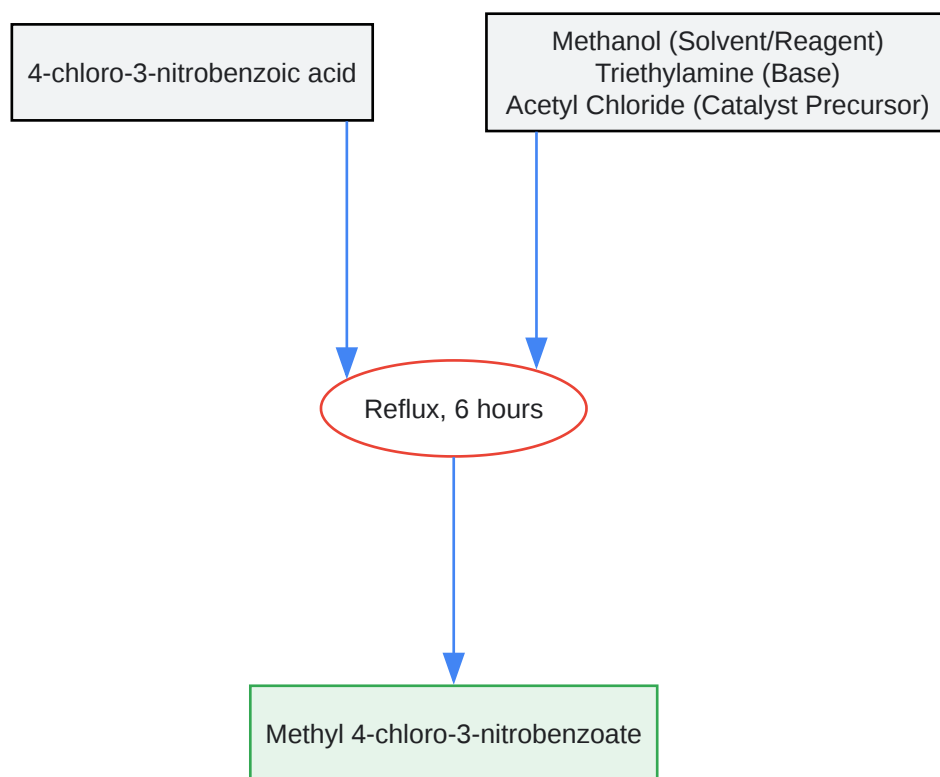 4-chloro-3-nitrobenzoic acid
Methanol (Solvent/Reagent)
Triethylamine (Base)
Acetyl Chloride (Catalyst Precursor)
Reflux, 6 hours
Methyl 4-chloro-3-nitrobenzoate